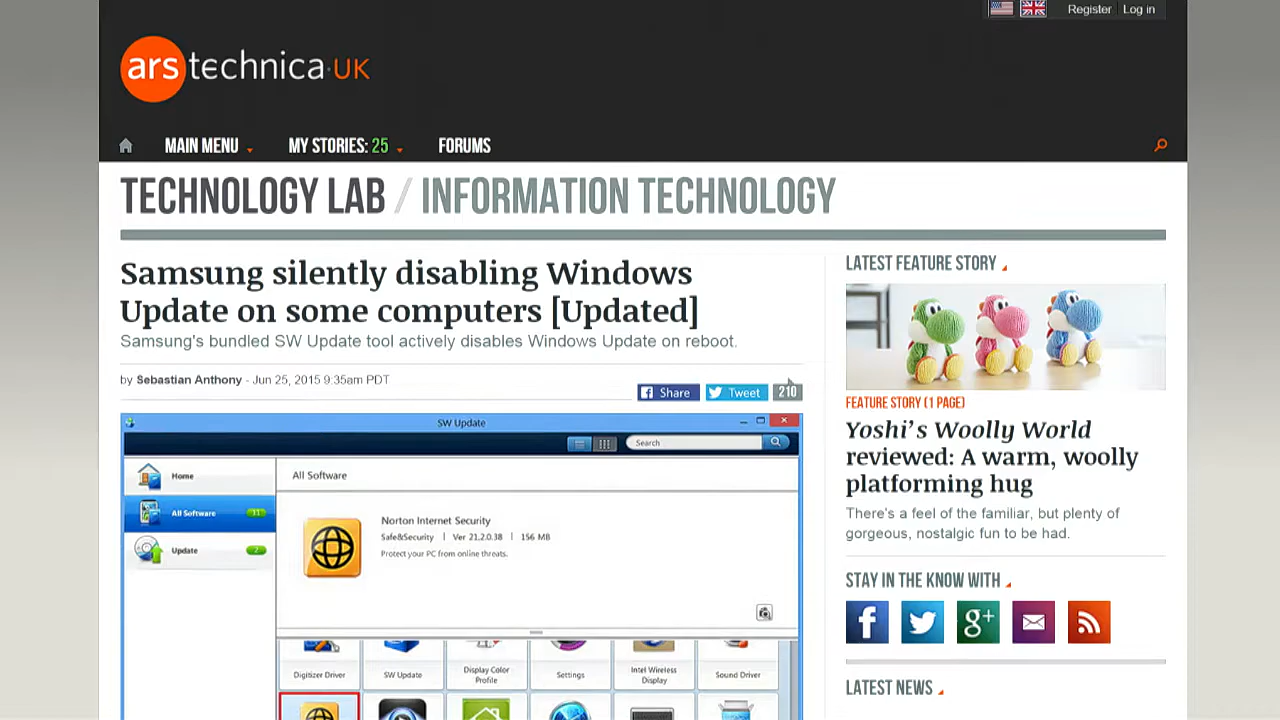 Register Log in
ars technica UK
MAIN MENU MY STORIES: 25 FORUMS
TECHNOLOGY LAB / INFORMATION TECHNOLOGY
Samsung silently disabling Windows
Update on some computers [Updated]
Samsung's bundled SW Update tool actively disables Windows Update on reboot.
by Sebastian Anthony - Jun 25, 2015 9:35am PDT
Share Tweet 210
SW Update
Search
Home
All Software 11
Update 2
All Software
Norton Internet Security
Safe&Security | Ver 21.2.0.38 | 156 MB
Protect your PC from online threats.
Digitizer Driver
SW Update
Display Color
Profile
Settings
Intel Wireless
Display
Sound Driver
LATEST FEATURE STORY
FEATURE STORY (1 PAGE)
Yoshi's Woolly World
reviewed: A warm, woolly
platforming hug
There's a feel of the familiar, but plenty of
gorgeous, nostalgic fun to be had.
STAY IN THE KNOW WITH
LATEST NEWS